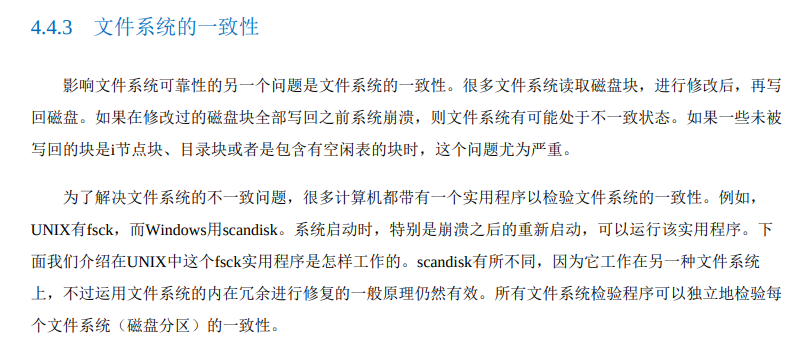 4.4.3 文件系统的一致性
影响文件系统可靠性的另一个问题是文件系统的一致性。很多文件系统读取磁盘块，进行修改后，再写
回磁盘。如果在修改过的磁盘块全部写回之前系统崩溃，则文件系统有可能处于不一致状态。如果一些未被
写回的块是i节点块、目录块或者是包含有空闲表的块时，这个问题尤为严重。
为了解决文件系统的不一致问题，很多计算机都带有一个实用程序以检验文件系统的一致性。例如，
UNIX有fsck，而Windows用scandisk。系统启动时，特别是崩溃之后的重新启动，可以运行该实用程序。下
面我们介绍在UNIX中这个fsck实用程序是怎样工作的。scandisk有所不同，因为它工作在另一种文件系统
上，不过运用文件系统的内在冗余进行修复的一般原理仍然有效。所有文件系统检验程序可以独立地检验每
个文件系统（磁盘分区）的一致性。